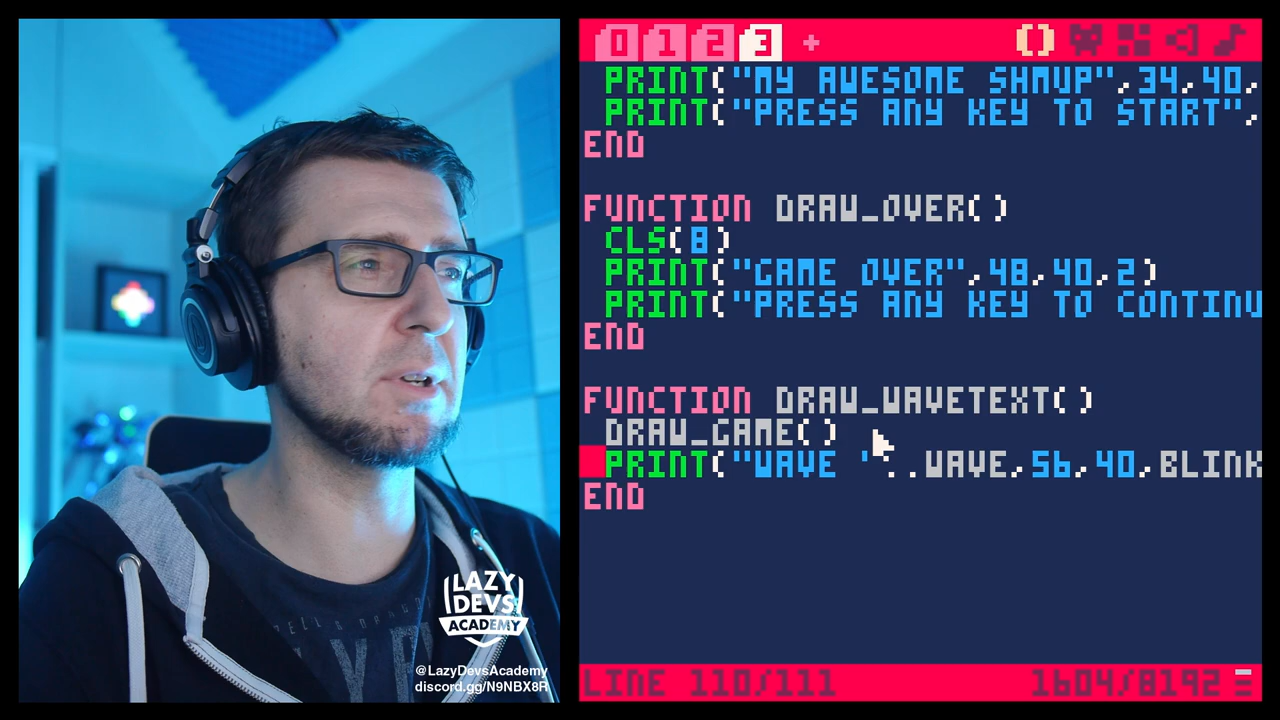 0 1 2 3 +
PRINT("MY AWESOME SHMUP",34,40,
PRINT("PRESS ANY KEY TO START",
END
FUNCTION DRAW_OVER()
CLS(8)
PRINT("GAME OVER",48,40,2)
PRINT("PRESS ANY KEY TO CONTINU
END
FUNCTION DRAW_WAVETEXT()
DRAW_GAME()
PRINT("WAVE "..WAVE,56,40,BLINK
END
LINE 110/111
1604/8192
LAZY
DEVS
ACADEMY
@LazyDevsAcademy
discord.gg/N9NBX8R